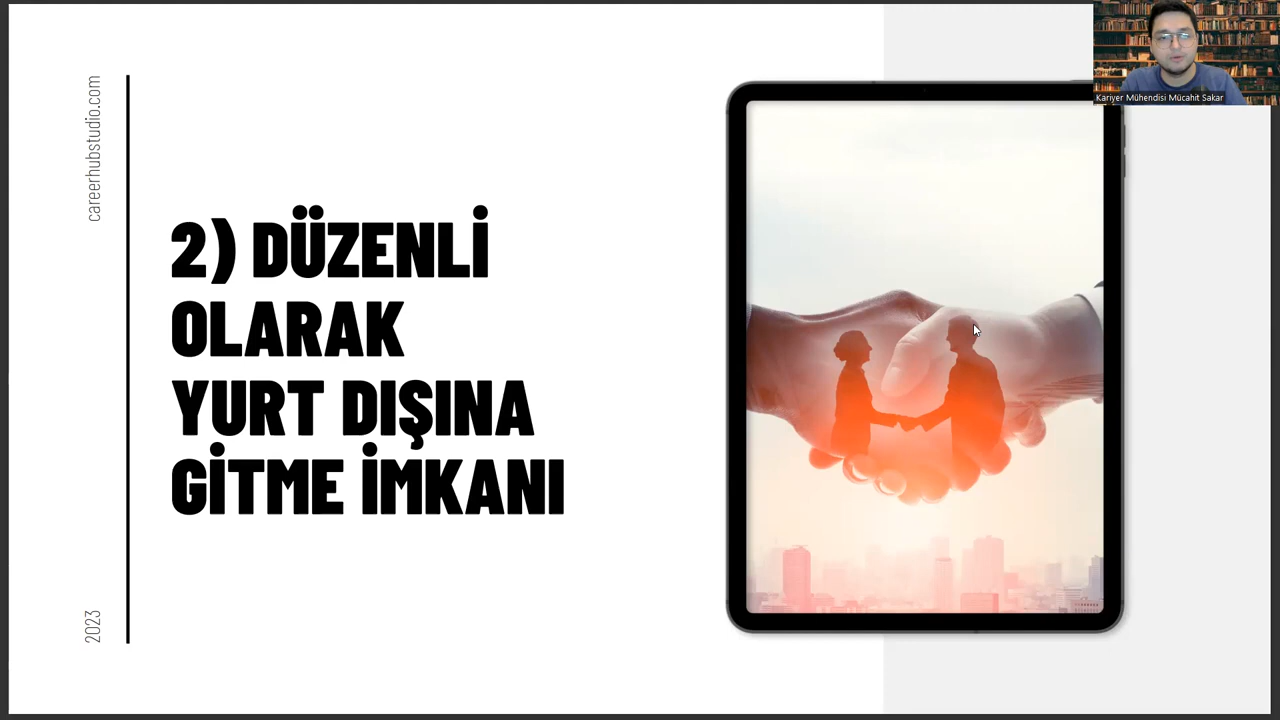 careerhubstudio.com
2) DÜZENLİ
OLARAK
YURT DIŞINA
GİTME İMKANI
2023
Kariyer Mühendisi Mücahit Sakar